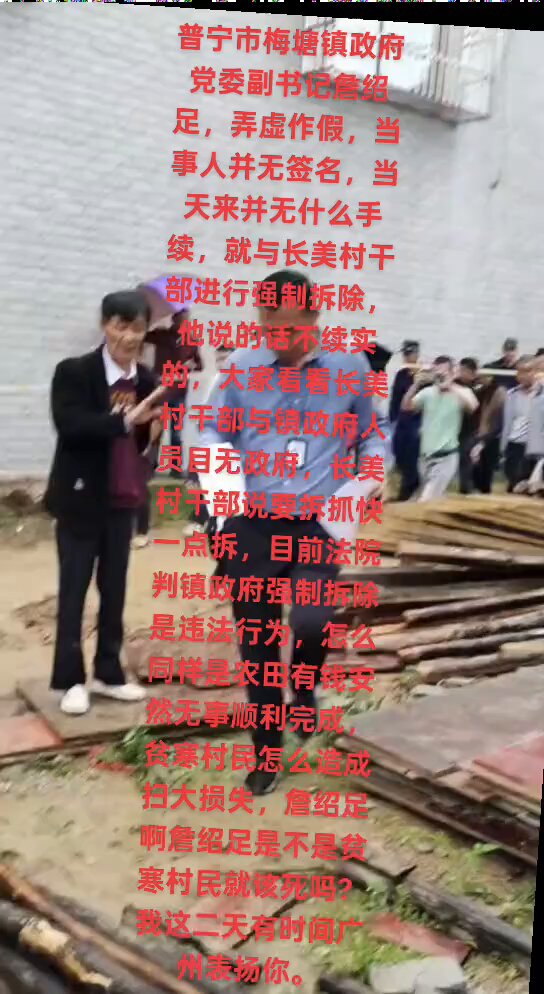 普宁市梅塘镇政府
党委副书记詹绍
足，弄虚作假，当
事人并无签名，当
天来并无什么手
续，就与长美村干
部进行强制拆除，
他说的话不续实
的，大家看看长美
村干部与镇政府人
员目无政府，长美
村干部说要拆抓快
一点拆，目前法院
判镇政府强制拆除
是违法行为，怎么
同样是农田有钱安
然无事顺利完成，
贫寒村民怎么造成
扫大损失，詹绍足
啊詹绍足是不是贫
寒村民就该死吗？
我这二天有时间广
州表扬你。